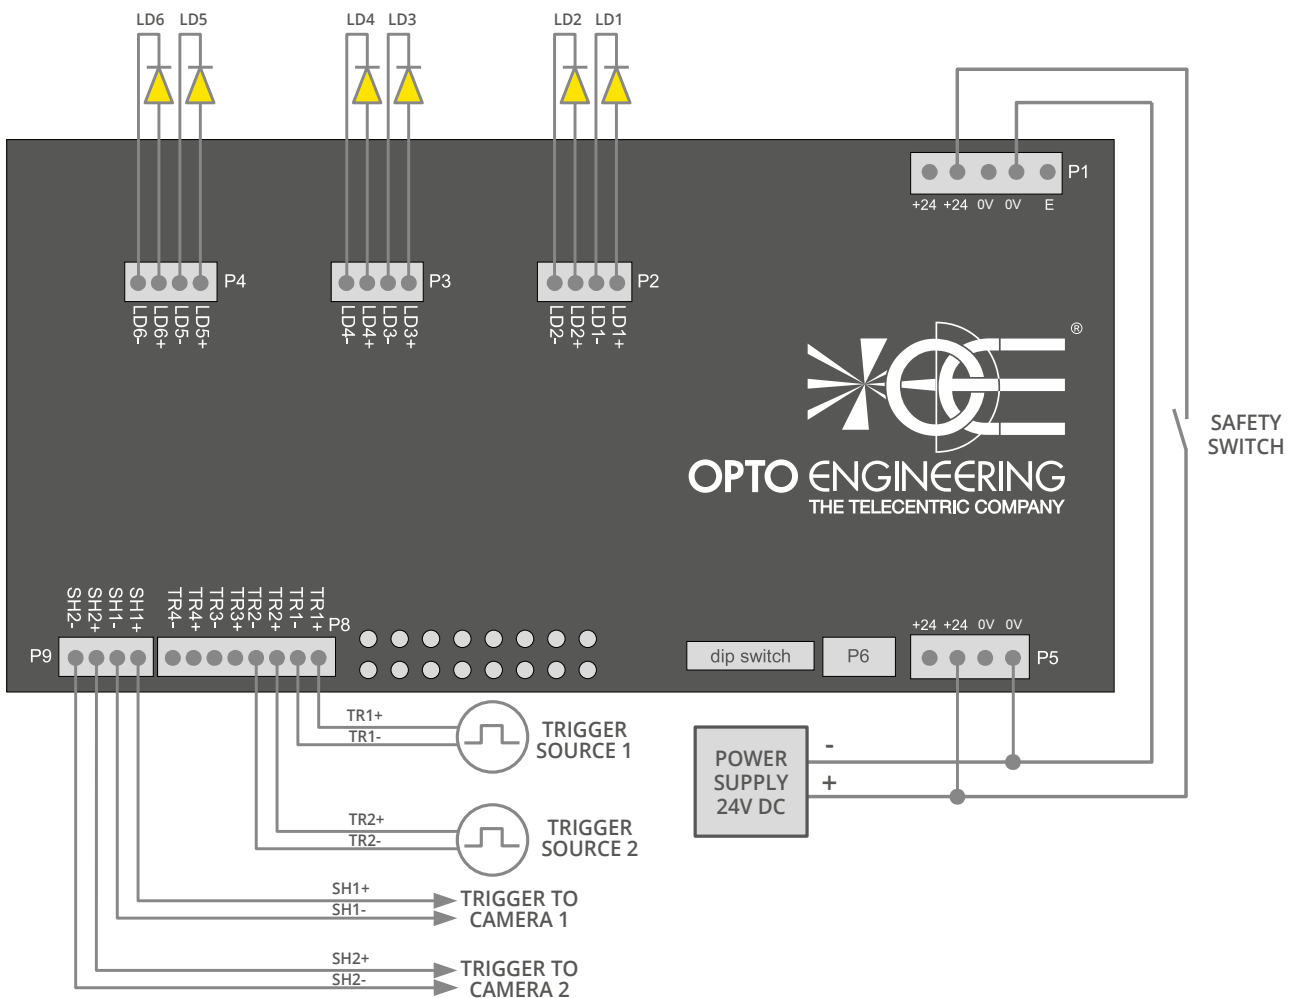 LD6 LD5
LD4 LD3
LD2 LD1
P1
+24 +24 0V 0V E
P4
LD6- LD6+ LD5- LD5+
P3
LD4- LD4+ LD3- LD3+
P2
LD2- LD2+ LD1- LD1+
®
OPTO ENGINEERING
THE TELECENTRIC COMPANY
SAFETY
SWITCH
SH2- SH2+ SH1- SH1+
P9
TR4- TR4+ TR3- TR3+ TR2- TR2+ TR1- TR1+
P8
dip switch
P6
+24 +24 0V 0V
P5
TR1+
TR1-
TRIGGER
SOURCE 1
TR2+
TR2-
TRIGGER
SOURCE 2
POWER
SUPPLY
24V DC
-
+
SH1+
SH1-
TRIGGER TO
CAMERA 1
SH2+
SH2-
TRIGGER TO
CAMERA 2